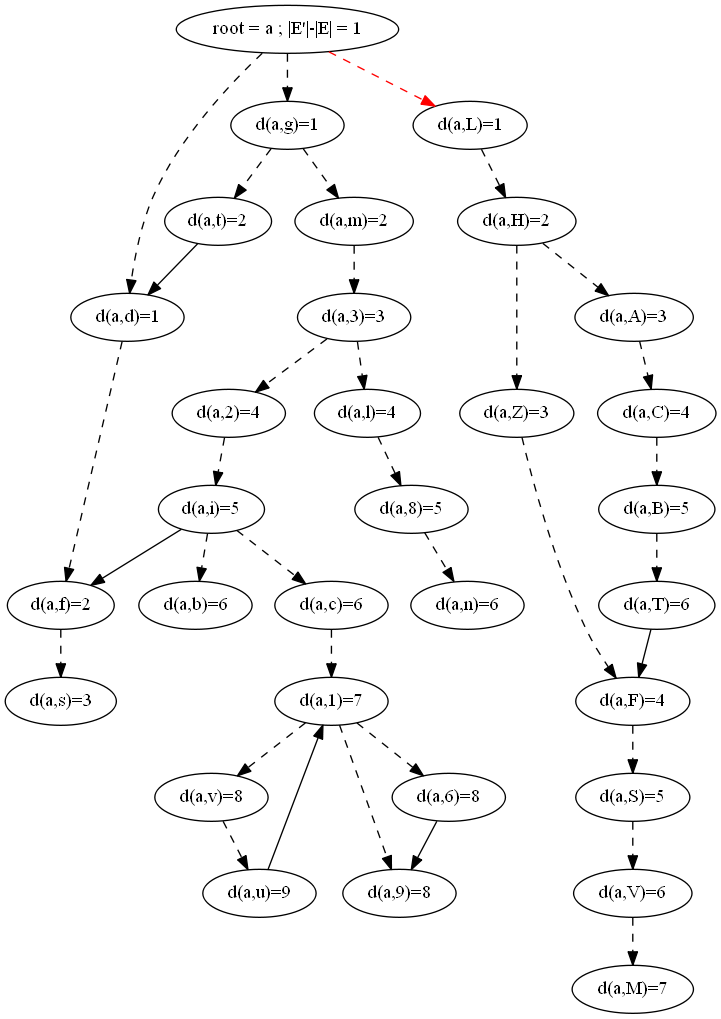 root = a ; |E'|-|E| = 1
d(a,g)=1
d(a,L)=1
d(a,t)=2
d(a,m)=2
d(a,H)=2
d(a,d)=1
d(a,3)=3
d(a,A)=3
d(a,2)=4
d(a,l)=4
d(a,Z)=3
d(a,C)=4
d(a,i)=5
d(a,8)=5
d(a,B)=5
d(a,f)=2
d(a,b)=6
d(a,c)=6
d(a,n)=6
d(a,T)=6
d(a,s)=3
d(a,1)=7
d(a,F)=4
d(a,v)=8
d(a,6)=8
d(a,S)=5
d(a,u)=9
d(a,9)=8
d(a,V)=6
d(a,M)=7